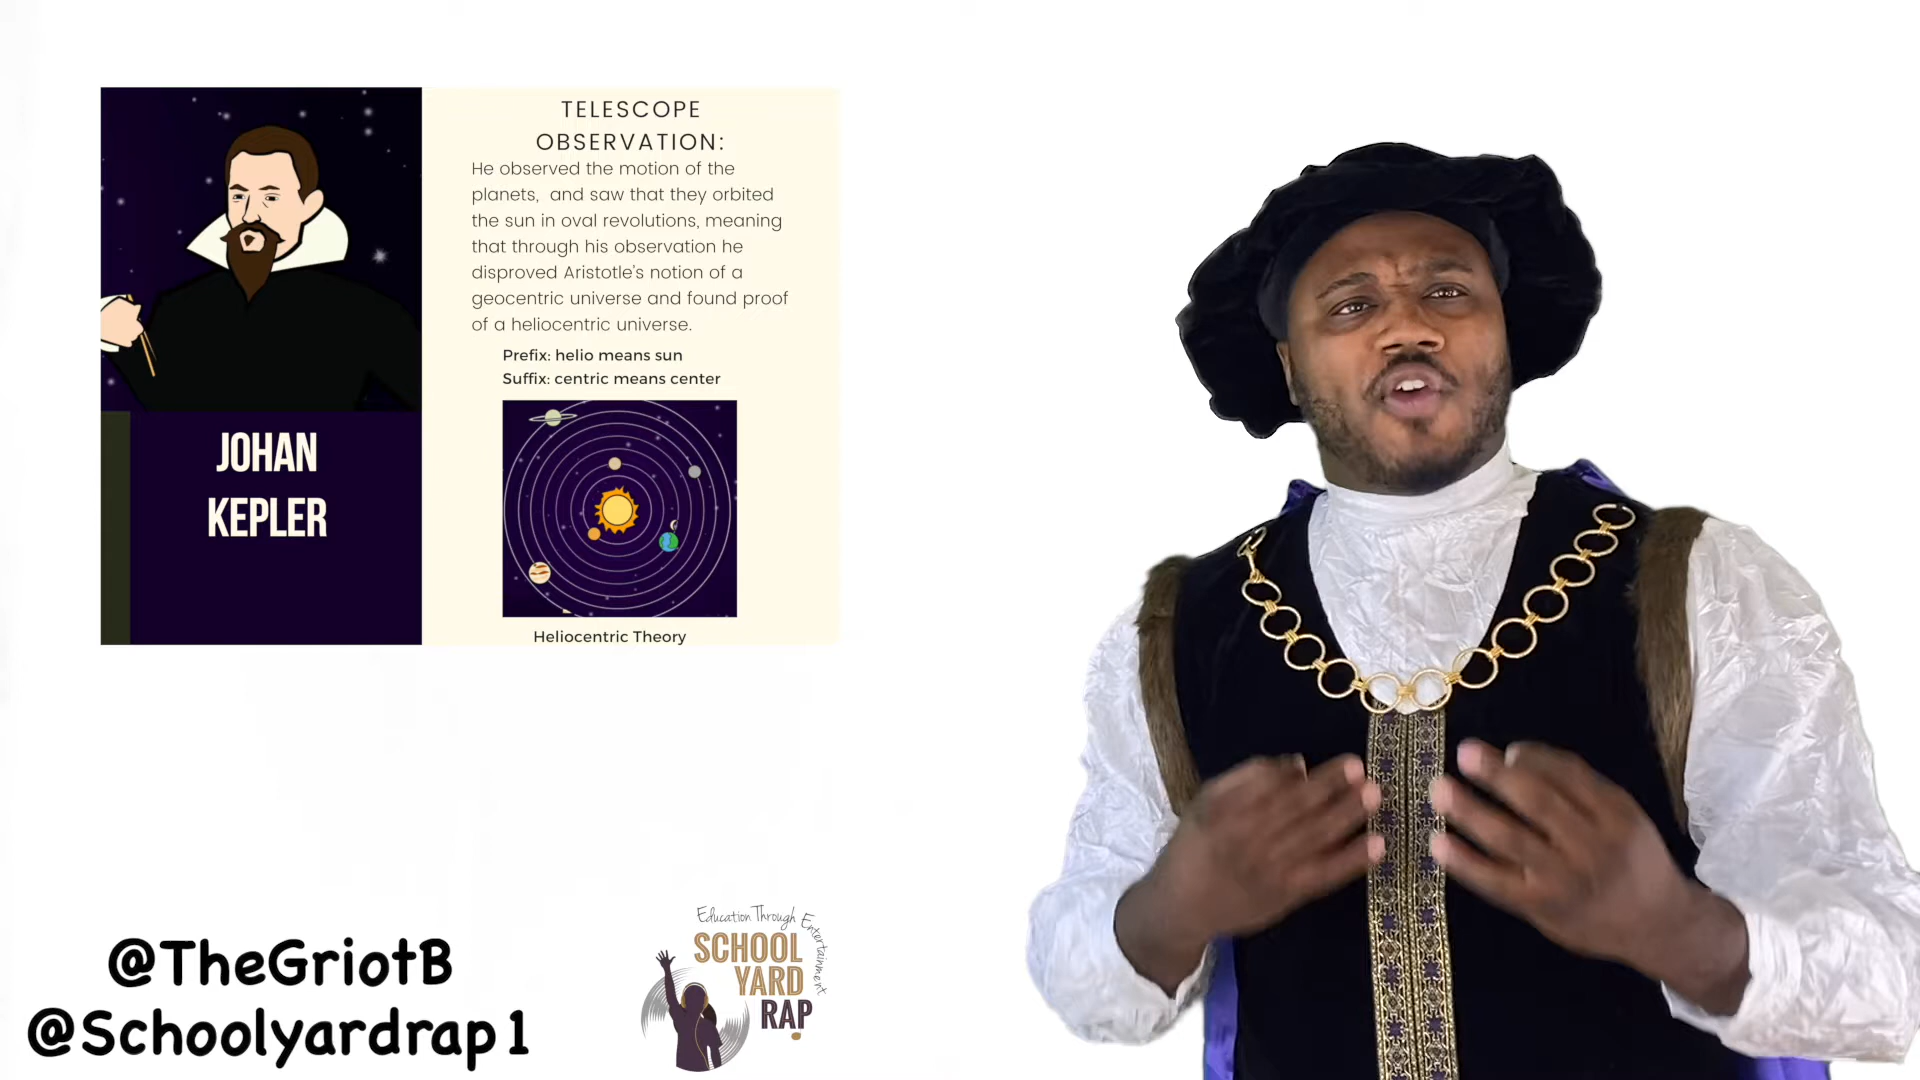 TELESCOPE
OBSERVATION:
He observed the motion of the
planets, and saw that they orbited
the sun in oval revolutions, meaning
that through his observation he
disproved Aristotle's notion of a
geocentric universe and found proof
of a heliocentric universe.
Prefix: helio means sun
Suffix: centric means center
Heliocentric Theory
JOHAN
KEPLER
@TheGriotB
@Schoolyardrap1
Education Through Entertainment
SCHOOL
YARD
RAP